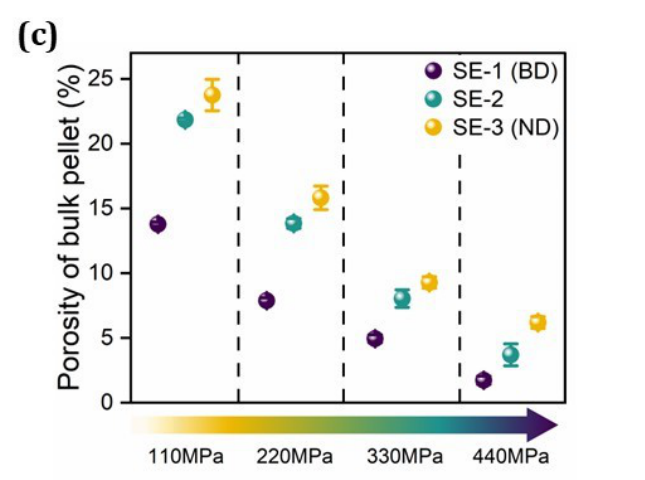 (c)
Porosity of bulk pellet (%)
25
20
15
10
5
0
SE-1 (BD)
SE-2
SE-3 (ND)
110MPa 220MPa 330MPa 440MPa